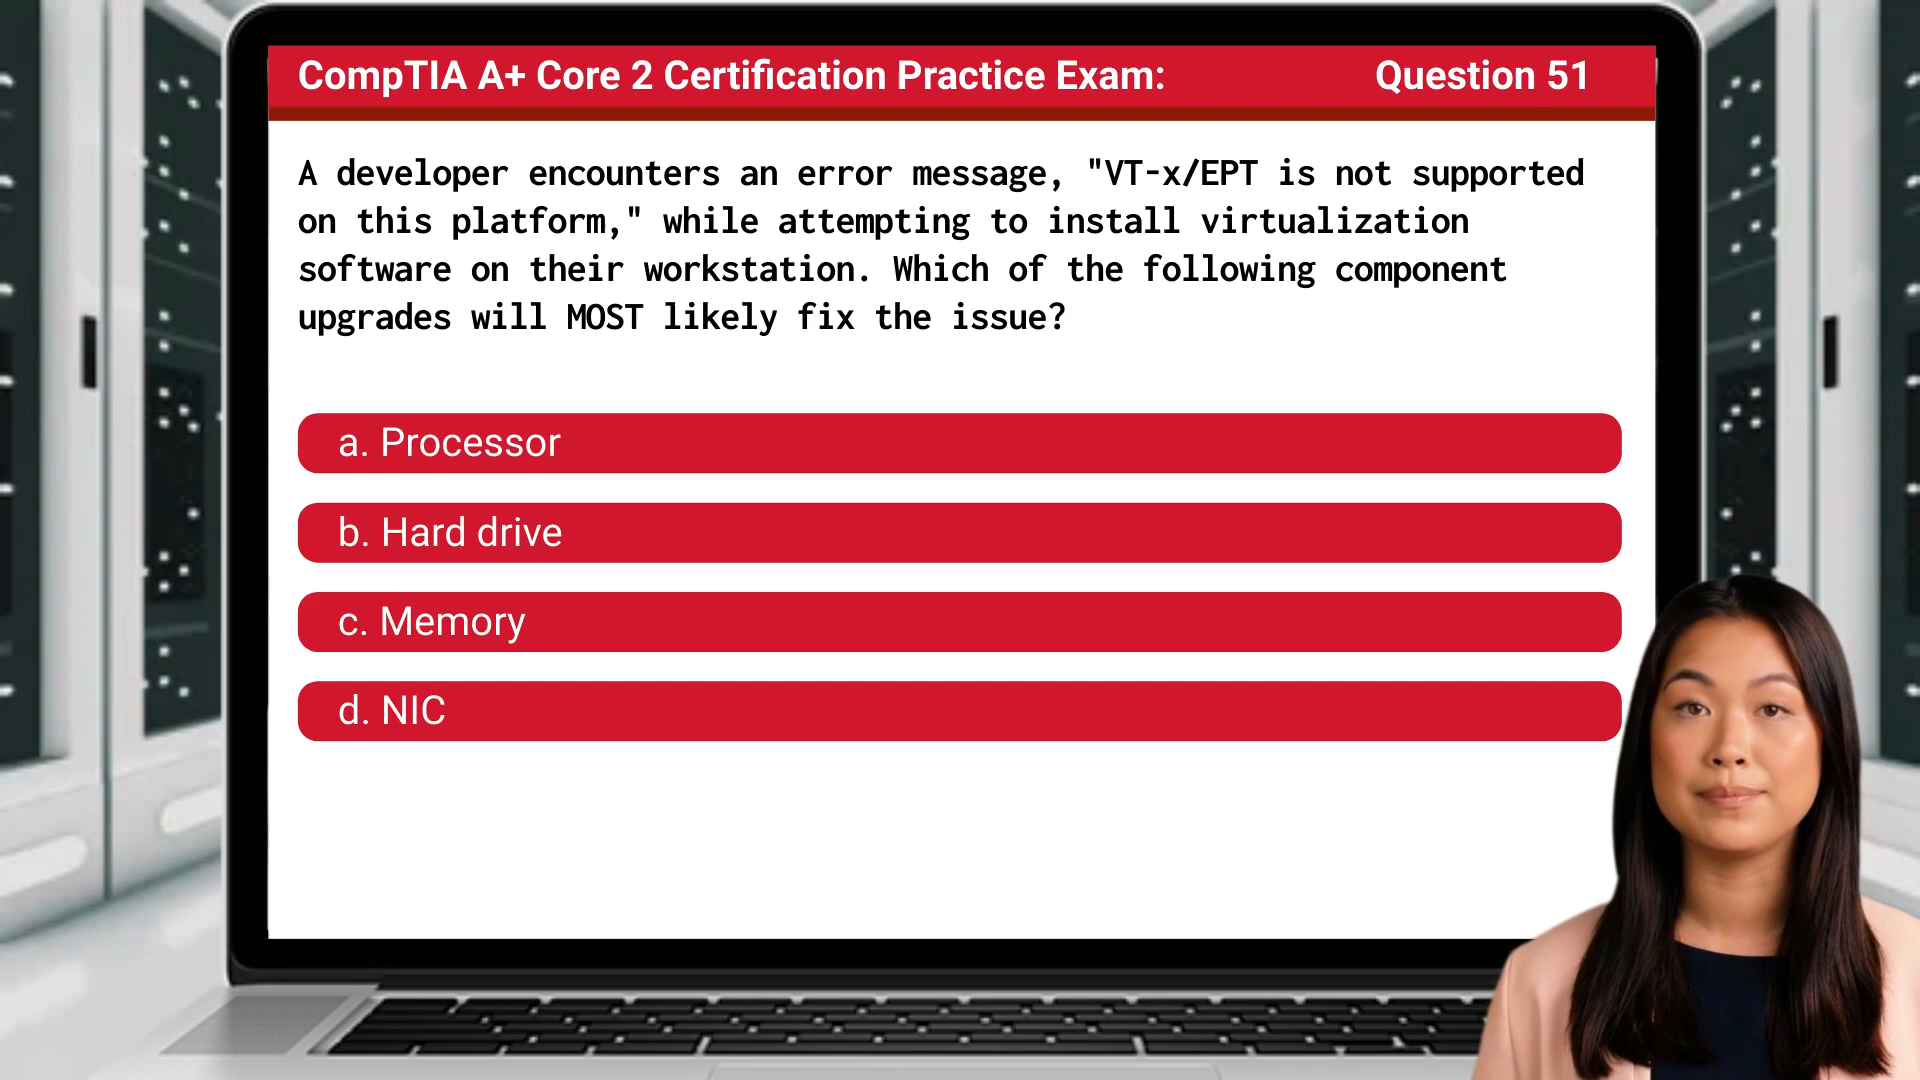 CompTIA A+ Core 2 Certification Practice Exam: Question 51
A developer encounters an error message, "VT-x/EPT is not supported
on this platform," while attempting to install virtualization
software on their workstation. Which of the following component
upgrades will MOST likely fix the issue?
a. Processor
b. Hard drive
c. Memory
d. NIC